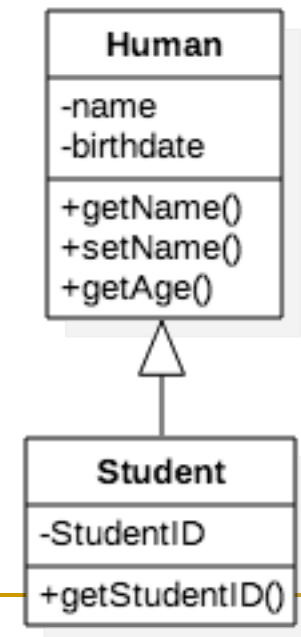 Human
-name
-birthdate
+getName()
+setName()
+getAge()
Student
-StudentID
+getStudentID()